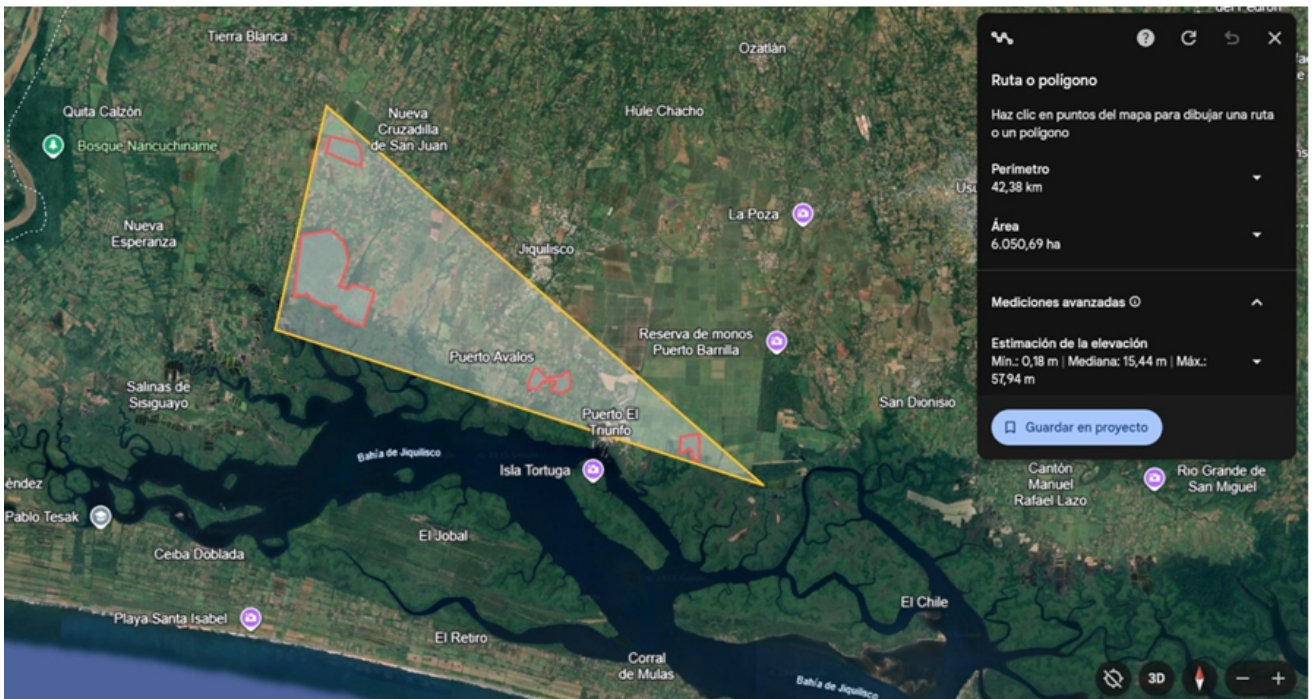 Tierra Blanca
Ozatlán
Quita Calzón
Bosque Nancuchiname
Nueva
Cruzadilla
de San Juan
Hule Chacho
Nueva
Esperanza
La Poza
Jiquilisco
Reserva de monos
Puerto Barrilla
Puerto Avalos
Salinas de
Sisiguayo
San Dionisio
Puerto El
Triunfo
Bahía de Jiquilisco
Isla Tortuga
éndez
Pablo Tesak
Ceiba Doblada
El Jobal
Cantón
Manuel
Rafael Lazo
Rio Grande de
San Miguel
Playa Santa Isabel
El Retiro
El Chile
Corral
de Mulas
Bahía de Jiquilisco
Ruta o polígono
Haz clic en puntos del mapa para dibujar una ruta
o un polígono
Perímetro
42,38 km
Área
6.050,69 ha
Mediciones avanzadas
Estimación de la elevación
Mín.: 0,18 m | Mediana: 15,44 m | Máx.:
57,94 m
Guardar en proyecto
3D